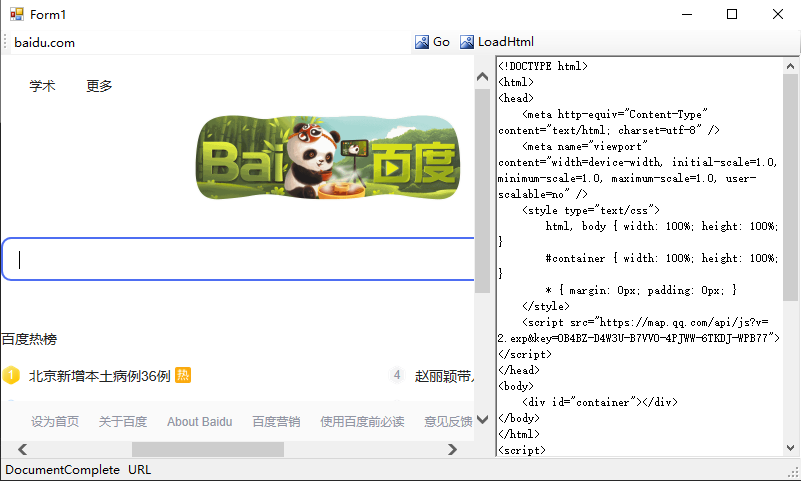 Form1
baidu.com
Go
LoadHtml
学术 更多
Bai 百度
百度热榜
1 北京新增本土病例36例 热
4 赵丽颖带
设为首页 关于百度 About Baidu 百度营销 使用百度前必读 意见反馈
<!DOCTYPE html>
<html>
<head>
    <meta http-equiv="Content-Type"
content="text/html; charset=utf-8" />
    <meta name="viewport"
content="width=device-width, initial-scale=1.0,
minimum-scale=1.0, maximum-scale=1.0, user-
scalable=no" />
    <style type="text/css">
        html, body { width: 100%; height: 100%;
}
        #container { width: 100%; height: 100%;
}
        * { margin: 0px; padding: 0px; }
    </style>
    <script src="https://map.qq.com/api/js?v=
2.exp&key=OB4BZ-D4W3U-B7VVO-4PJWW-6TKDJ-WPB77">
</script>
</head>
<body>
    <div id="container"></div>
</body>
</html>
<script>
DocumentComplete URL